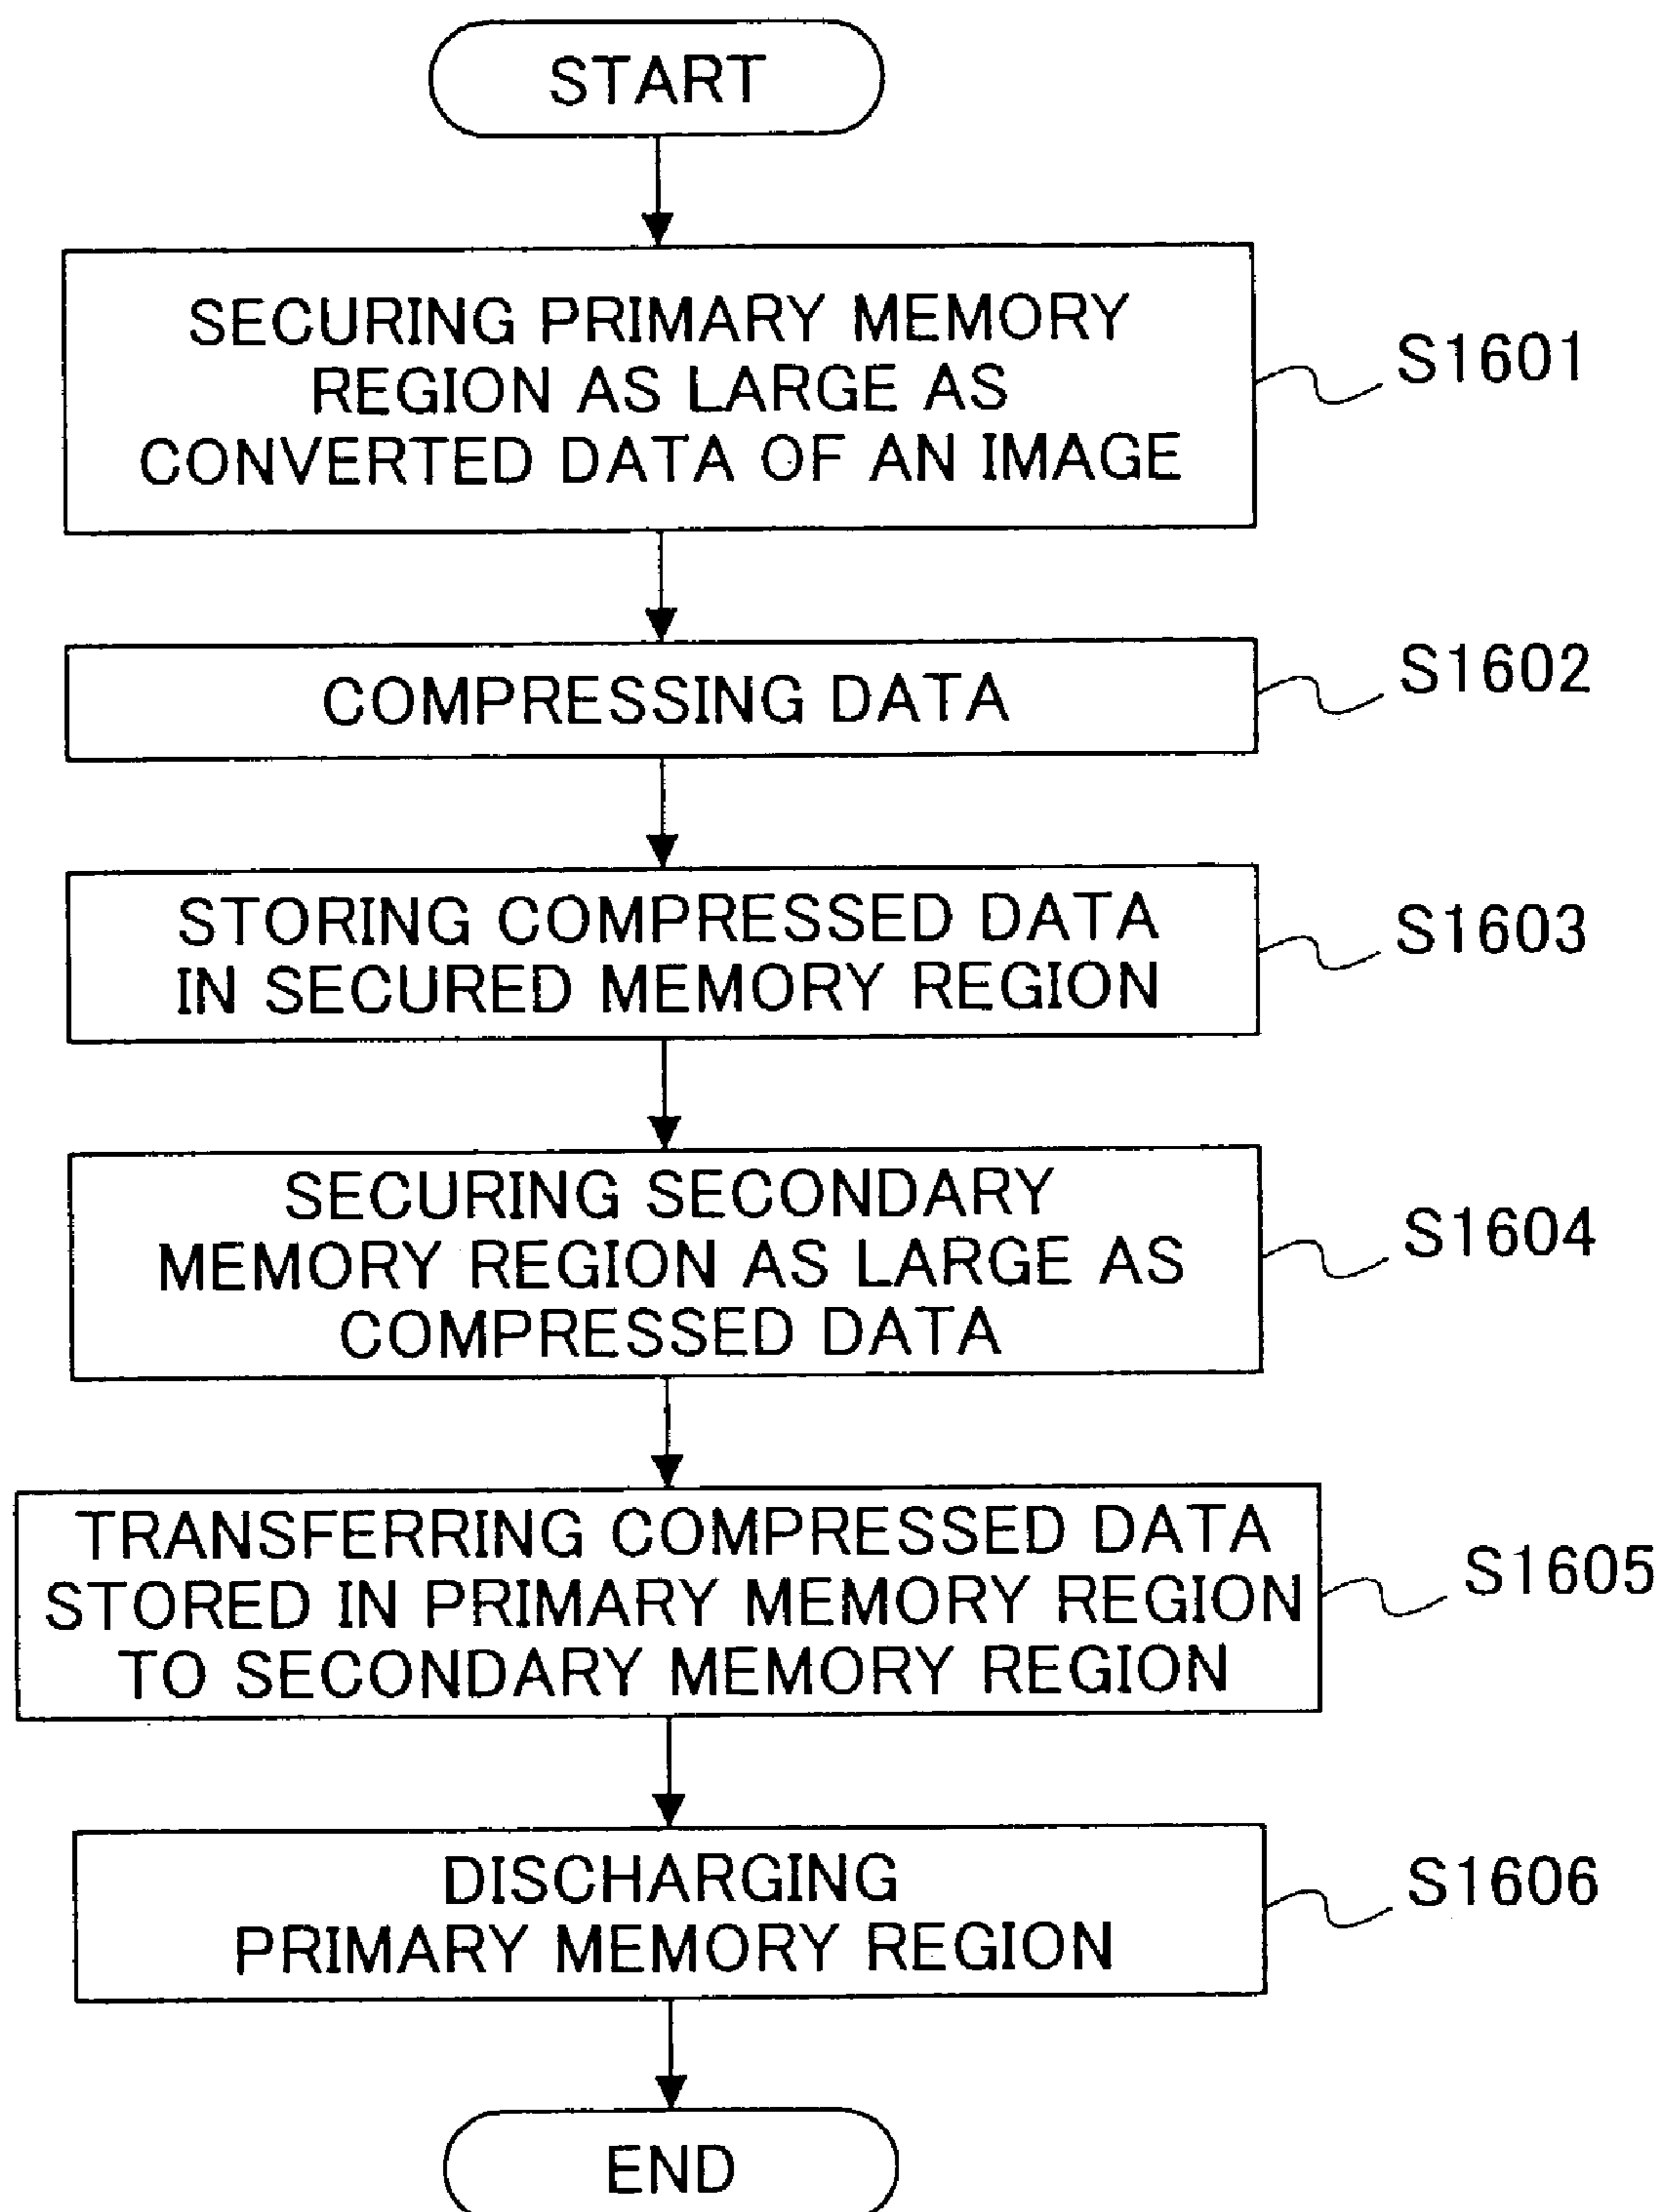 START
SECURING PRIMARY MEMORY
REGION AS LARGE AS
CONVERTED DATA OF AN IMAGE
S1601
COMPRESSING DATA
S1602
STORING COMPRESSED DATA
IN SECURED MEMORY REGION
S1603
SECURING SECONDARY
MEMORY REGION AS LARGE AS
COMPRESSED DATA
S1604
TRANSFERRING COMPRESSED DATA
STORED IN PRIMARY MEMORY REGION
TO SECONDARY MEMORY REGION
S1605
DISCHARGING
PRIMARY MEMORY REGION
S1606
END